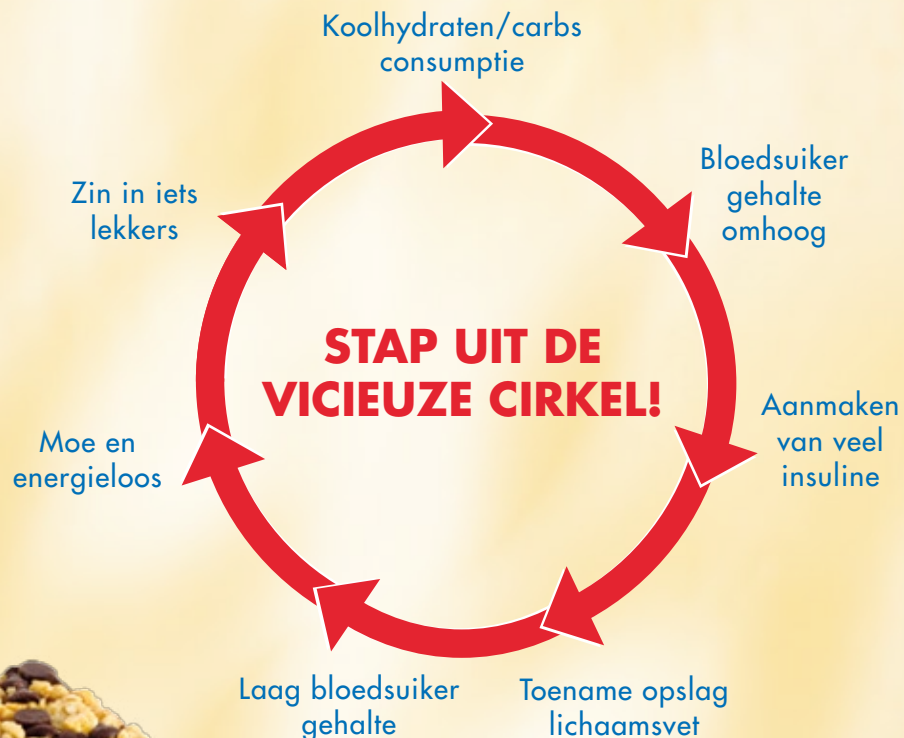 Koolhydraten/carbs
consumptie
Bloedsuiker
gehalte
omhoog
Zin in iets
lekkers
STAP UIT DE
VICIEUZE CIRKEL!
Aanmaken
van veel
insuline
Moe en
energieloos
Laag bloedsuiker
gehalte
Toename opslag
lichaamsvet